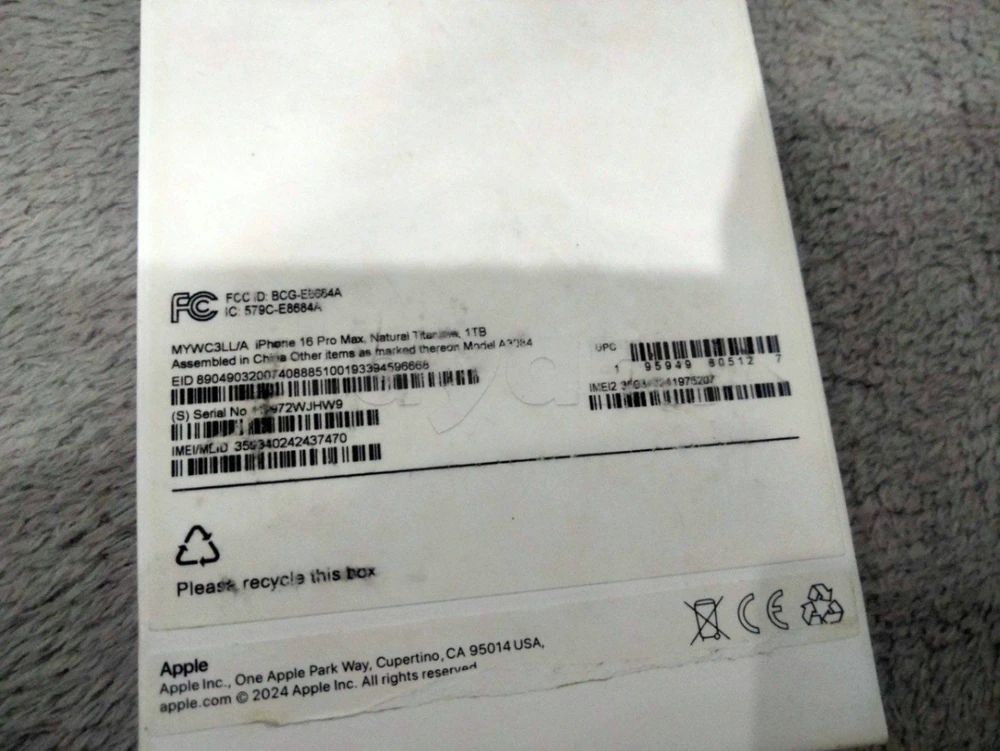 FC FCC ID: BCG-E8684A
IC: 579C-E8684A
MYWC3LL/A iPhone 16 Pro Max, Natural Titanium, 1TB
Assembled in China Other items as marked thereon Model A3084
EID 89049032007408885100193394596668
(S) Serial No
IMEI/MEID 359340242437470
UPC
1 95949 80512 7
IMEI2
Please recycle this box
Apple
Apple Inc., One Apple Park Way, Cupertino, CA 95014 USA,
apple.com © 2024 Apple Inc. All rights reserved
CE